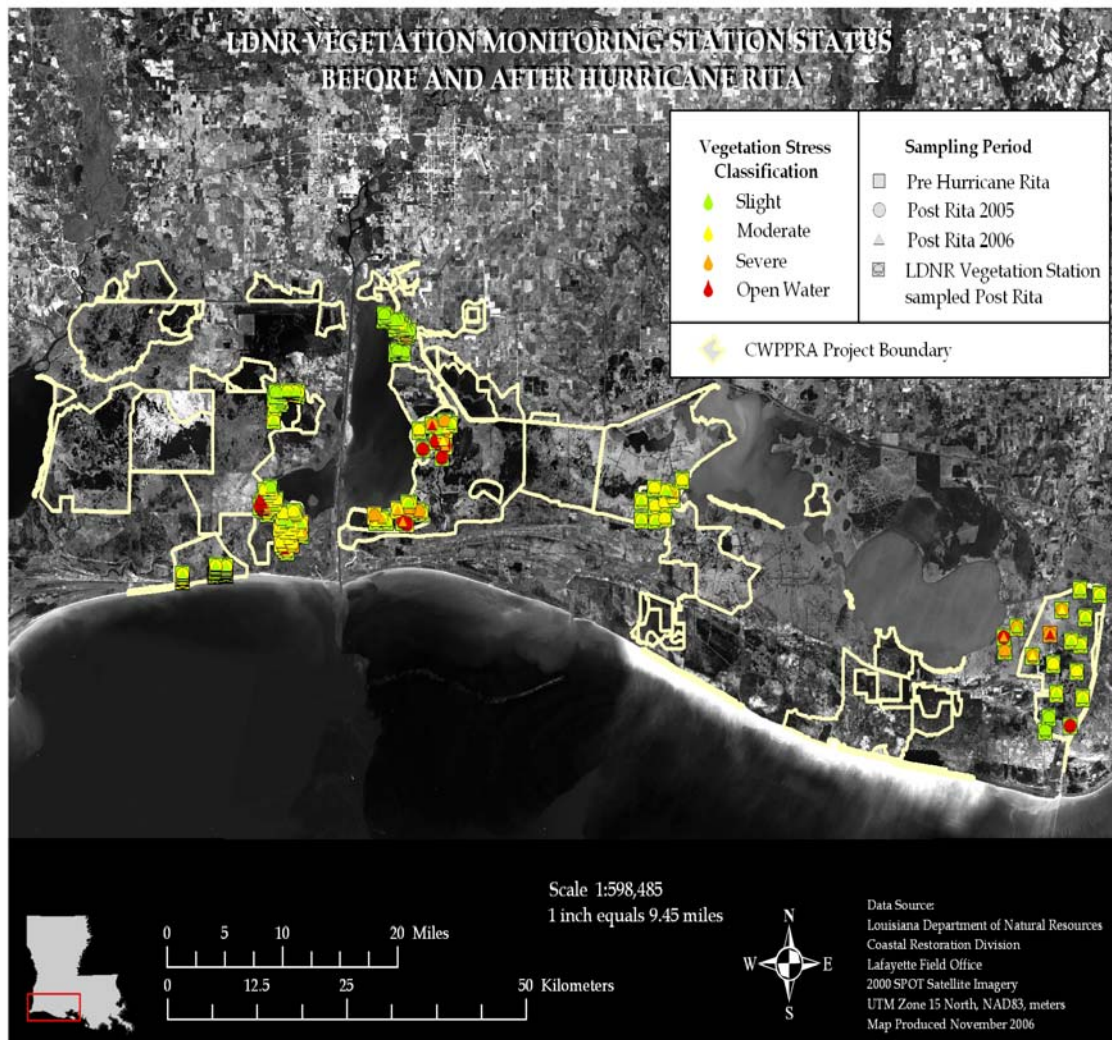 LDNR VEGETATION MONITORING STATION STATUS
BEFORE AND AFTER HURRICANE RITA
Vegetation Stress
Classification
Slight
Moderate
Severe
Open Water
Sampling Period
Pre Hurricane Rita
Post Rita 2005
Post Rita 2006
LDNR Vegetation Station
sampled Post Rita
CWPPRA Project Boundary
Scale 1:598,485
1 inch equals 9.45 miles
0 5 10 20 Miles
0 12.5 25 50 Kilometers
N
W E
S
Data Source:
Louisiana Department of Natural Resources
Coastal Restoration Division
Lafayette Field Office
2000 SPOT Satellite Imagery
UTM Zone 15 North, NAD83, meters
Map Produced November 2006